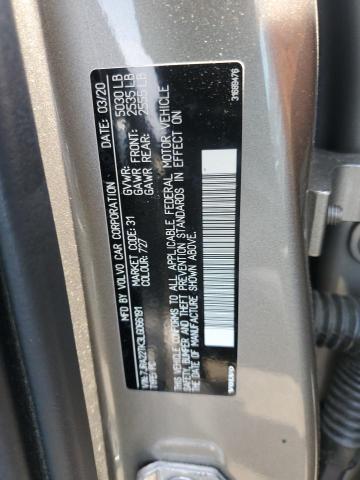 MFD BY: VOLVO CAR CORPORATION DATE: 03/20
MARKET CODE: 31 GVWR: 5030 LB
COLOUR: 727 GAWR FRONT: 2535 LB
GAWR REAR: 2555 LB
THIS VEHICLE CONFORMS TO ALL APPLICABLE FEDERAL MOTOR VEHICLE
SAFETY, BUMPER AND THEFT PREVENTION STANDARDS IN EFFECT ON
THE DATE OF MANUFACTURE SHOWN ABOVE.
VOLVO
31689476